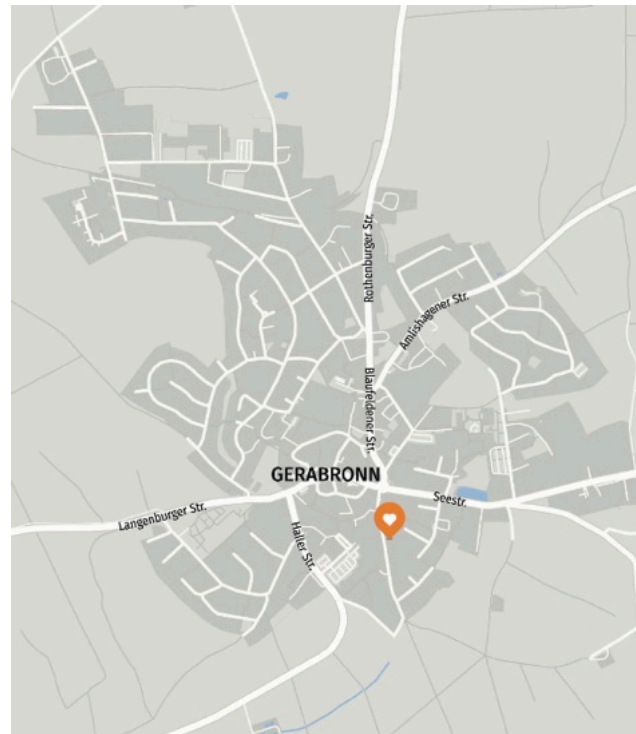 Rothenburger Str.
Amlishagener Str.
Blaufeldener Str.
GERABRONN
Seestr.
Langenburger Str.
Haller Str.